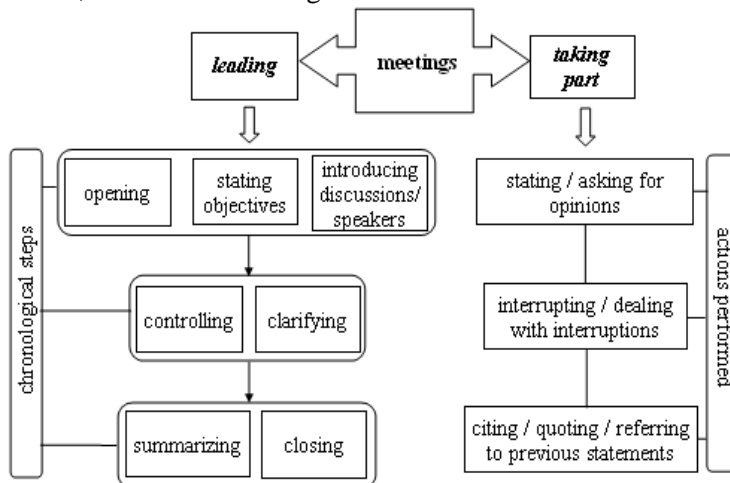 meetings
leading
taking
part
chronological steps
opening
stating
objectives
introducing
discussions/
speakers
controlling
clarifying
summarizing
closing
stating / asking for
opinions
interrupting / dealing
with interruptions
citing / quoting / referring
to previous statements
actions performed